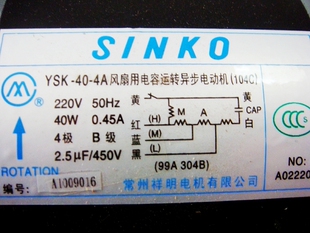 SINKO
YSK-40-4A风扇用电容运转异步电动机(104C)
220V 50Hz
40W 0.45A
4极 B级
2.5μF/450V
黄
红 (H)
蓝 (M)
黑 (L)
M A
M
黄
CAP
白
(99A 304B)
CCC
ROTATION
NO:
编号: A1009016
A02220
常州祥明电机有限公司